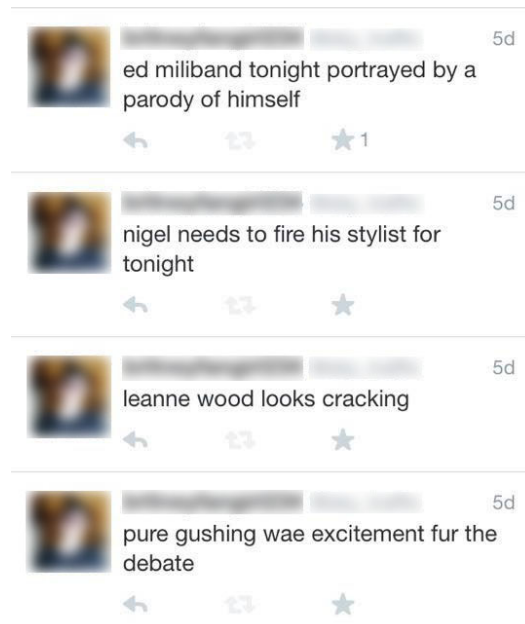 5d
ed miliband tonight portrayed by a
parody of himself
1
5d
nigel needs to fire his stylist for
tonight
5d
leanne wood looks cracking
5d
pure gushing wae excitement fur the
debate